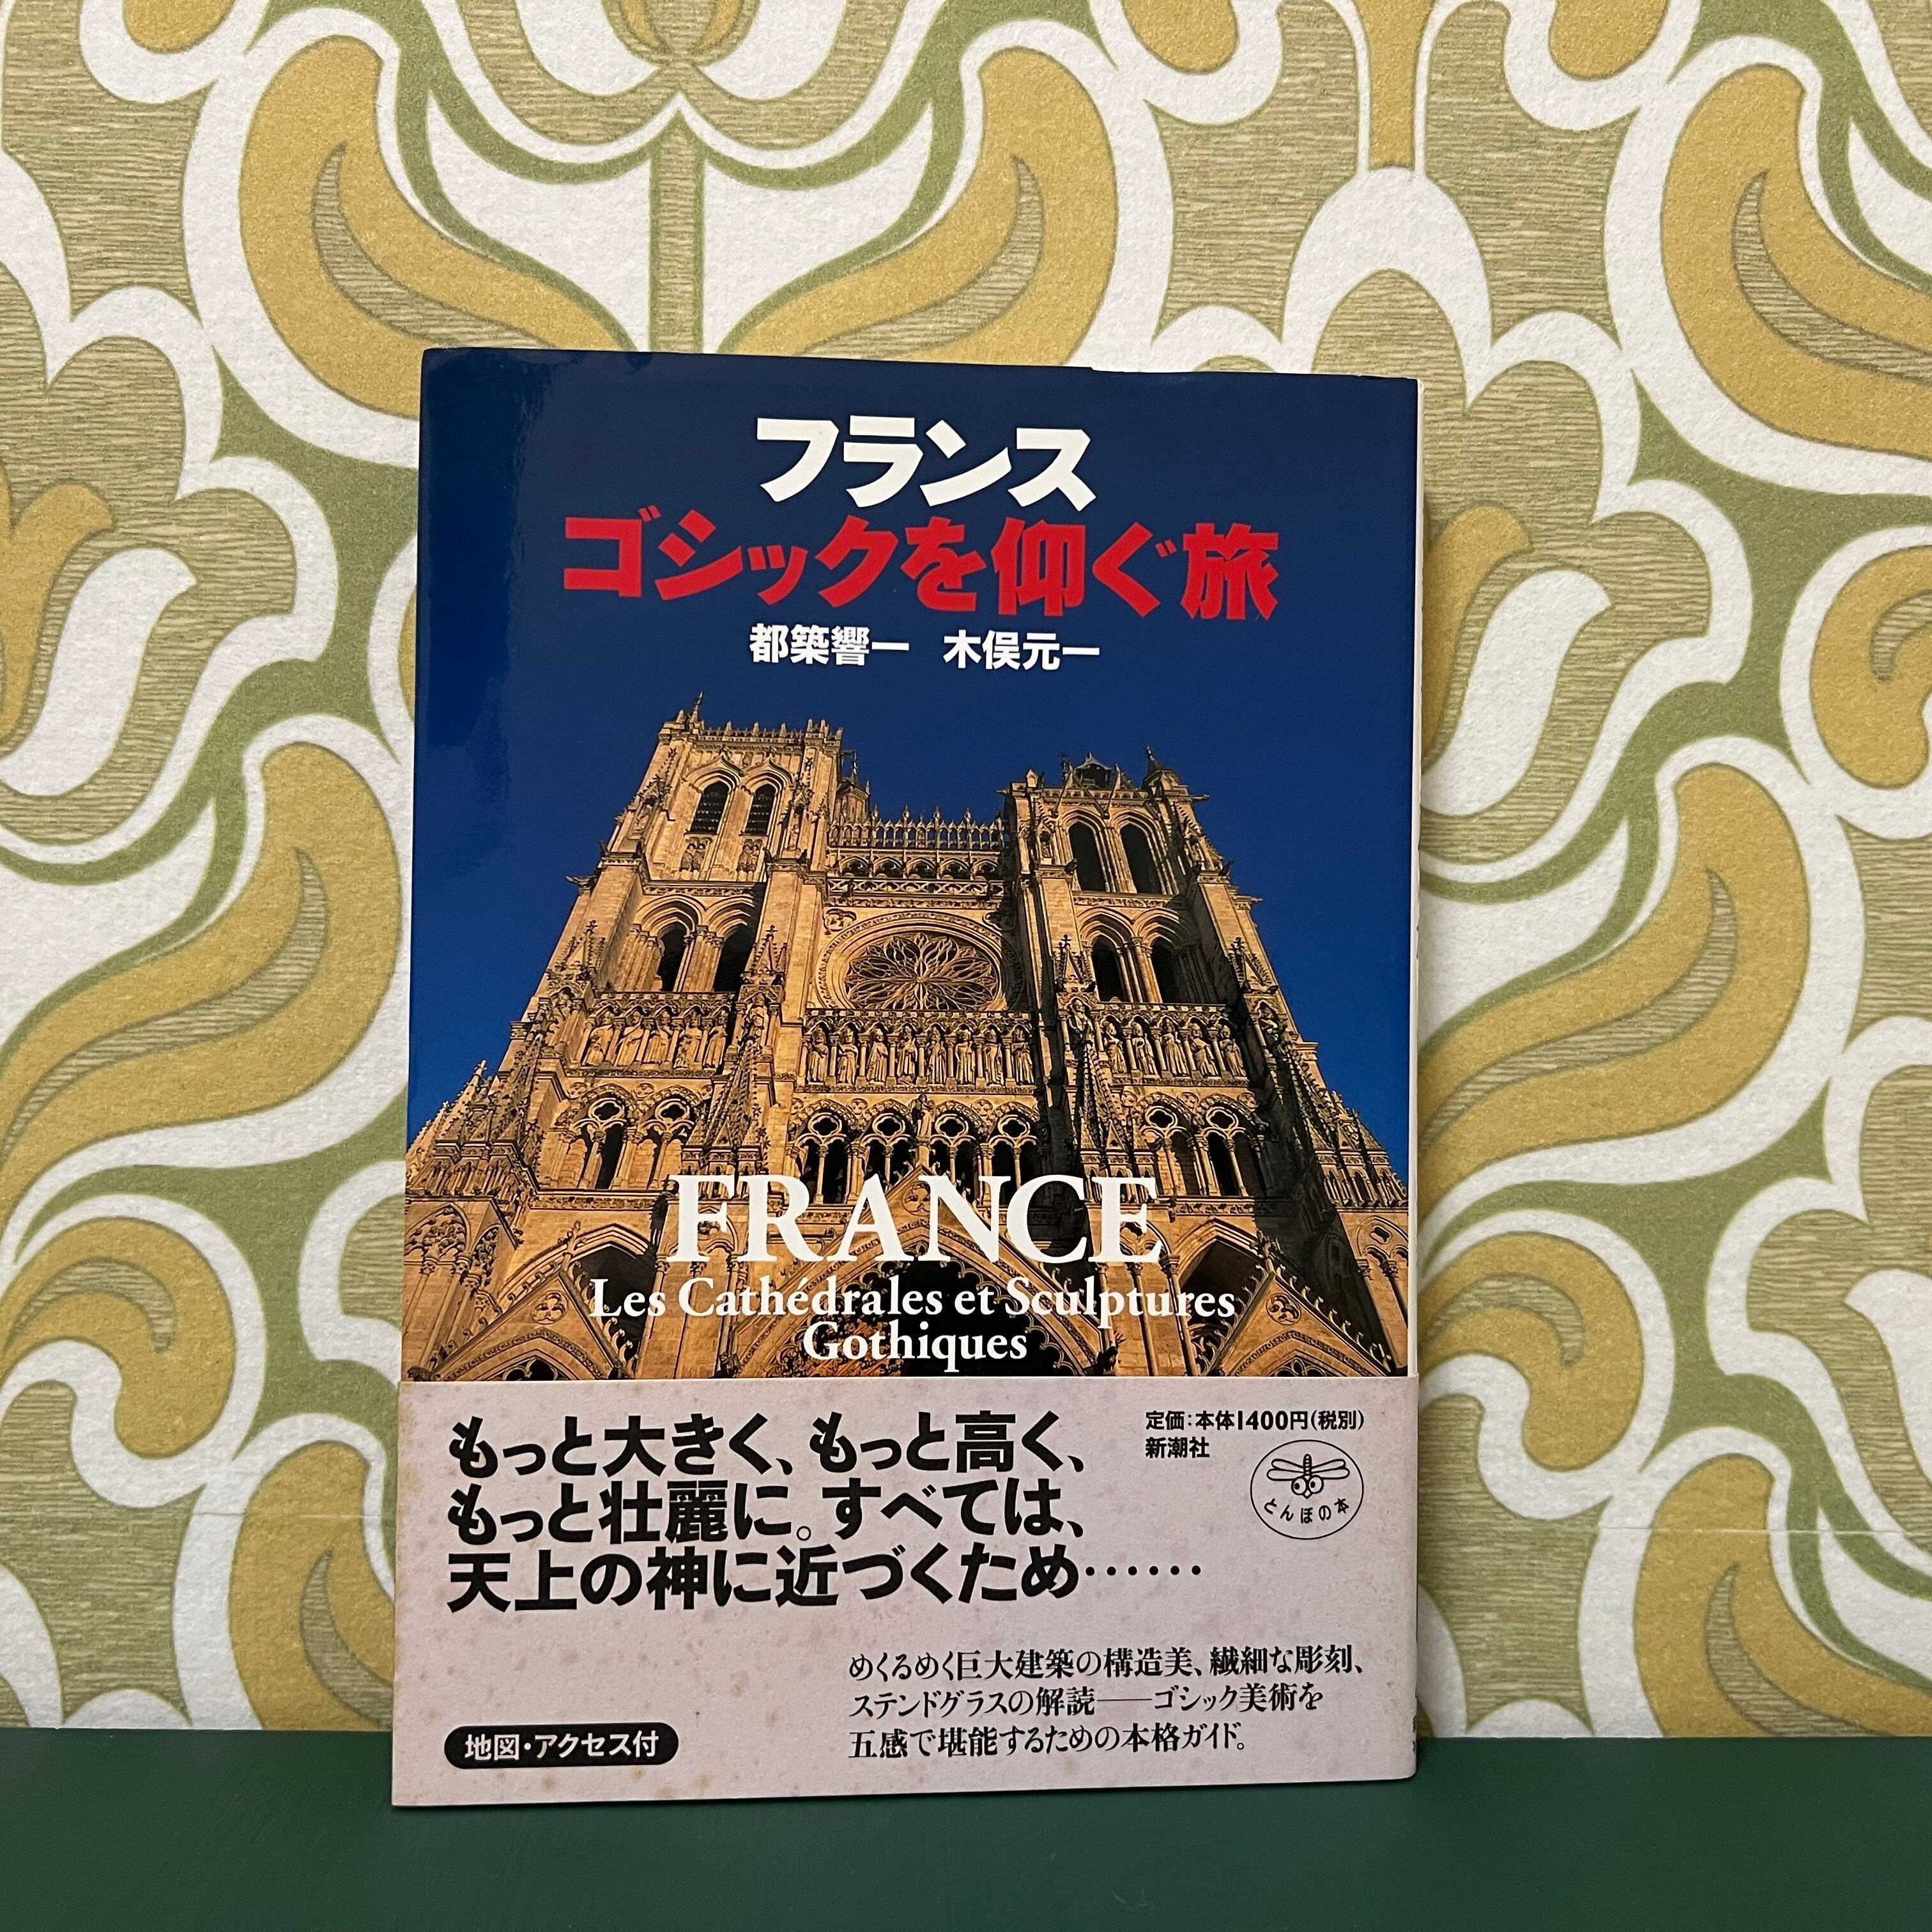 フランス
ゴシックを仰ぐ旅
都築響一 木俣元一
FRANCE
Les Cathédrales et Sculptures
Gothiques
もっと大きく、もっと高く、
もっと壮麗に。すべては、
天上の神に近づくため……
定価:本体1400円(税別)
新潮社
とんぼの本
めくるめく巨大建築の構造美、繊細な彫刻、
ステンドグラスの解読──ゴシック美術を
五感で堪能するための本格ガイド。
地図・アクセス付